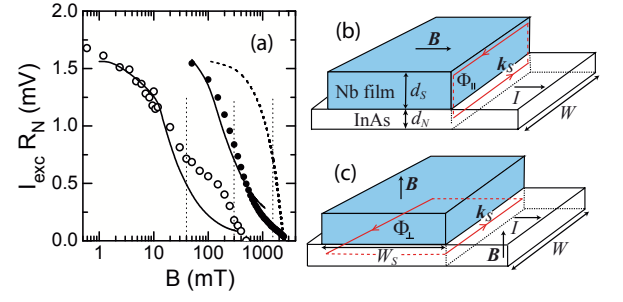 (a)
I_exc R_N (mV)
2.0
1.5
1.0
0.5
0.0
1
10
100
1000
B (mT)
(b)
B
Nb film
d_S
Φ_||
k_S
I
InAs
d_N
W
(c)
B
k_S
I
Φ_⊥
W_S
B
W